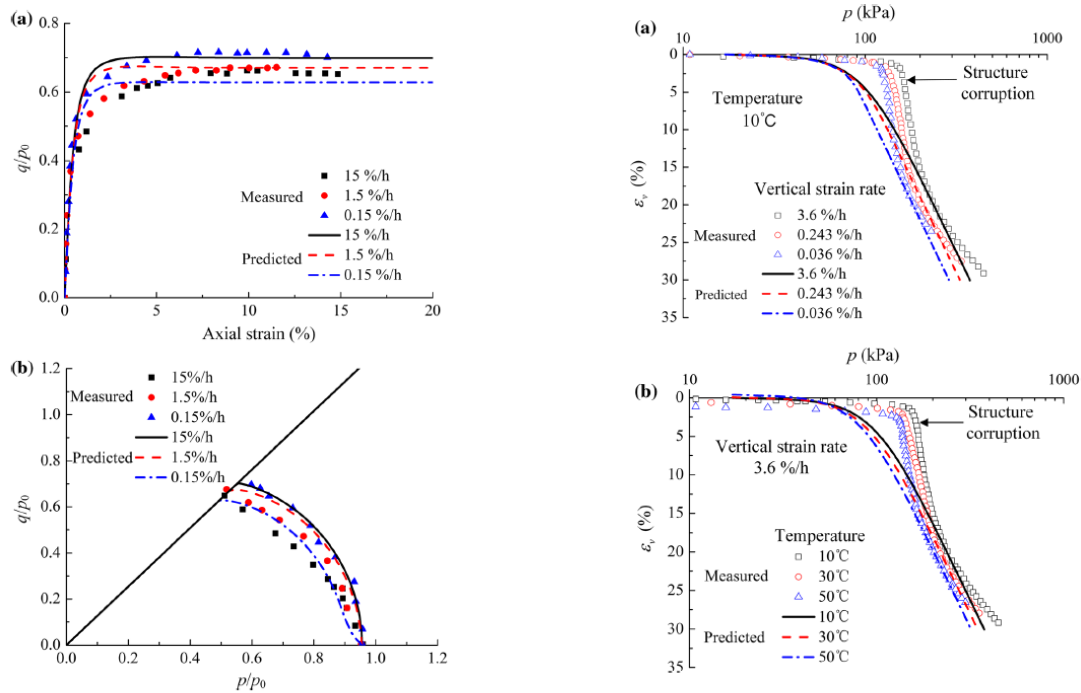 (a)
0.8
0.6
0.4
0.2
0.0
q/p₀
15 %/h
Measured 1.5 %/h
0.15 %/h
15 %/h
Predicted 1.5 %/h
0.15 %/h
0 5 10 15 20
Axial strain (%)
(b)
1.2
1.0
0.8
0.6
0.4
0.2
0.0
q/p₀
15%/h
Measured 1.5%/h
0.15%/h
15%/h
Predicted 1.5%/h
0.15%/h
0.0 0.2 0.4 0.6 0.8 1.0 1.2
p/p₀
(a)
p (kPa)
10 100 1000
0
5
10
15
20
25
30
35
εᵥ (%)
Structure
corruption
Temperature
10℃
Vertical strain rate
3.6 %/h
Measured 0.243 %/h
0.036 %/h
3.6 %/h
Predicted 0.243 %/h
0.036 %/h
(b)
p (kPa)
10 100 1000
0
5
10
15
20
25
30
35
εᵥ (%)
Structure
corruption
Vertical strain rate
3.6 %/h
Temperature
10℃
Measured 30℃
50℃
10℃
Predicted 30℃
50℃